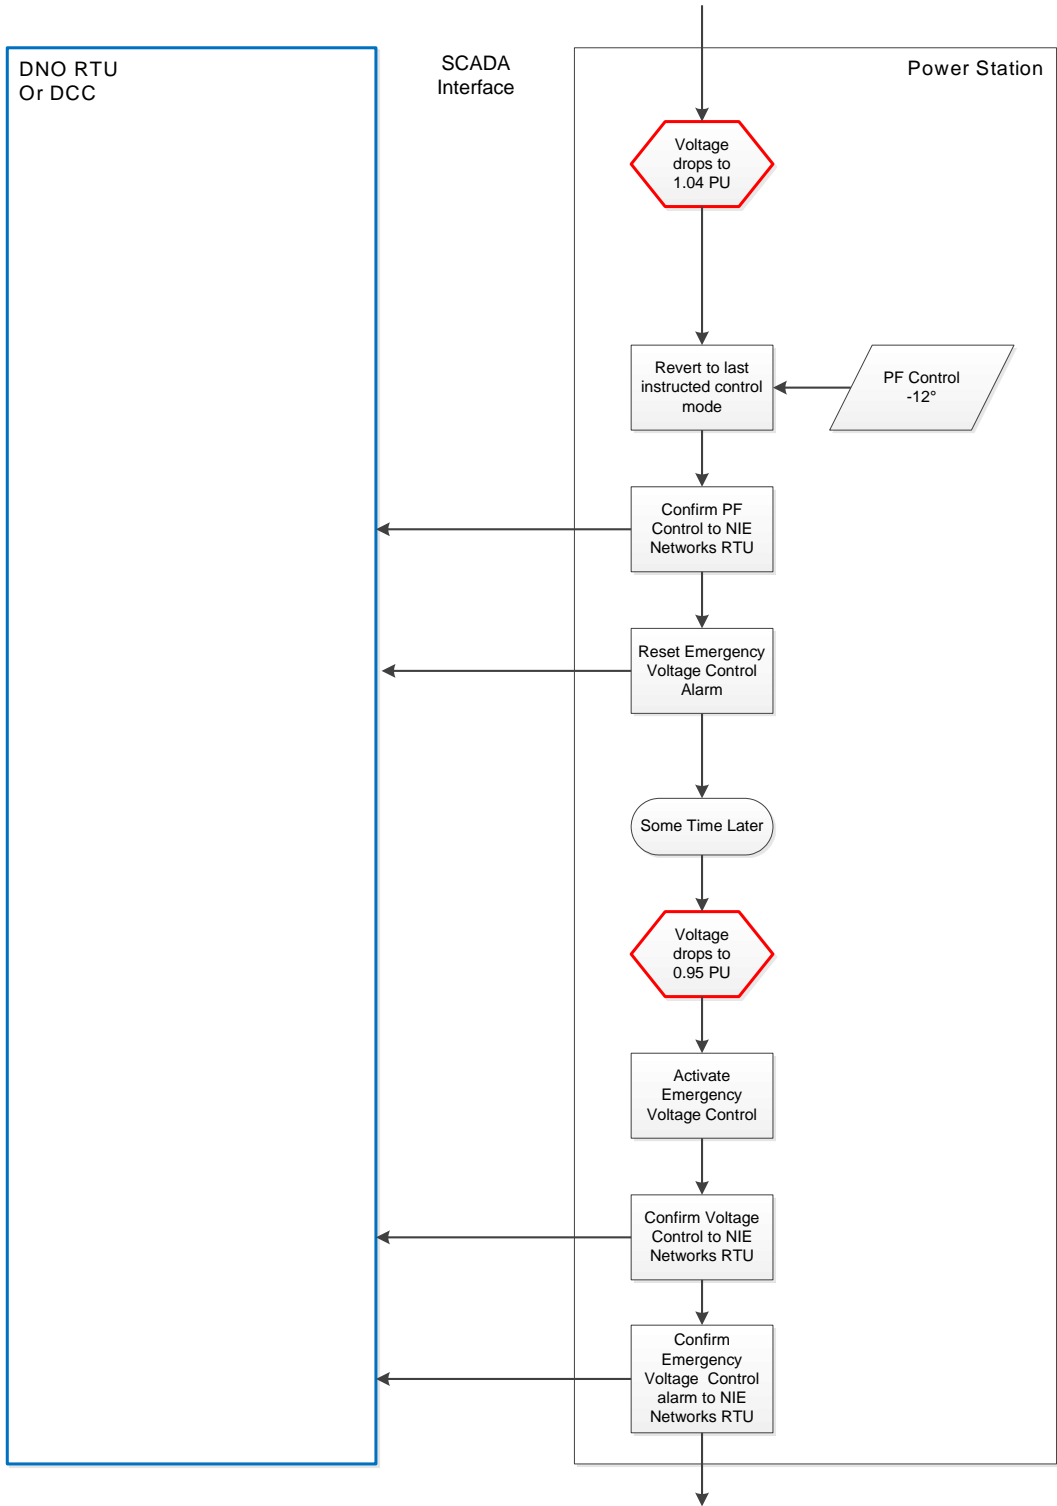 DNO RTU
Or DCC
SCADA
Interface
Power Station
Voltage
drops to
1.04 PU
Revert to last
instructed control
mode
PF Control
-12°
Confirm PF
Control to NIE
Networks RTU
Reset Emergency
Voltage Control
Alarm
Some Time Later
Voltage
drops to
0.95 PU
Activate
Emergency
Voltage Control
Confirm Voltage
Control to NIE
Networks RTU
Confirm
Emergency
Voltage  Control
alarm to NIE
Networks RTU